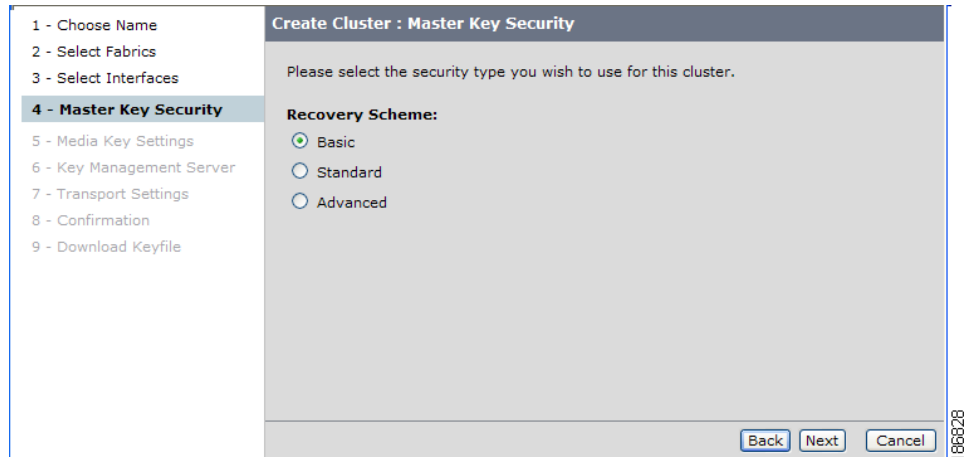 1 - Choose Name
2 - Select Fabrics
3 - Select Interfaces
4 - Master Key Security
5 - Media Key Settings
6 - Key Management Server
7 - Transport Settings
8 - Confirmation
9 - Download Keyfile
Create Cluster : Master Key Security
Please select the security type you wish to use for this cluster.
Recovery Scheme:
Basic
Standard
Advanced
Back Next Cancel